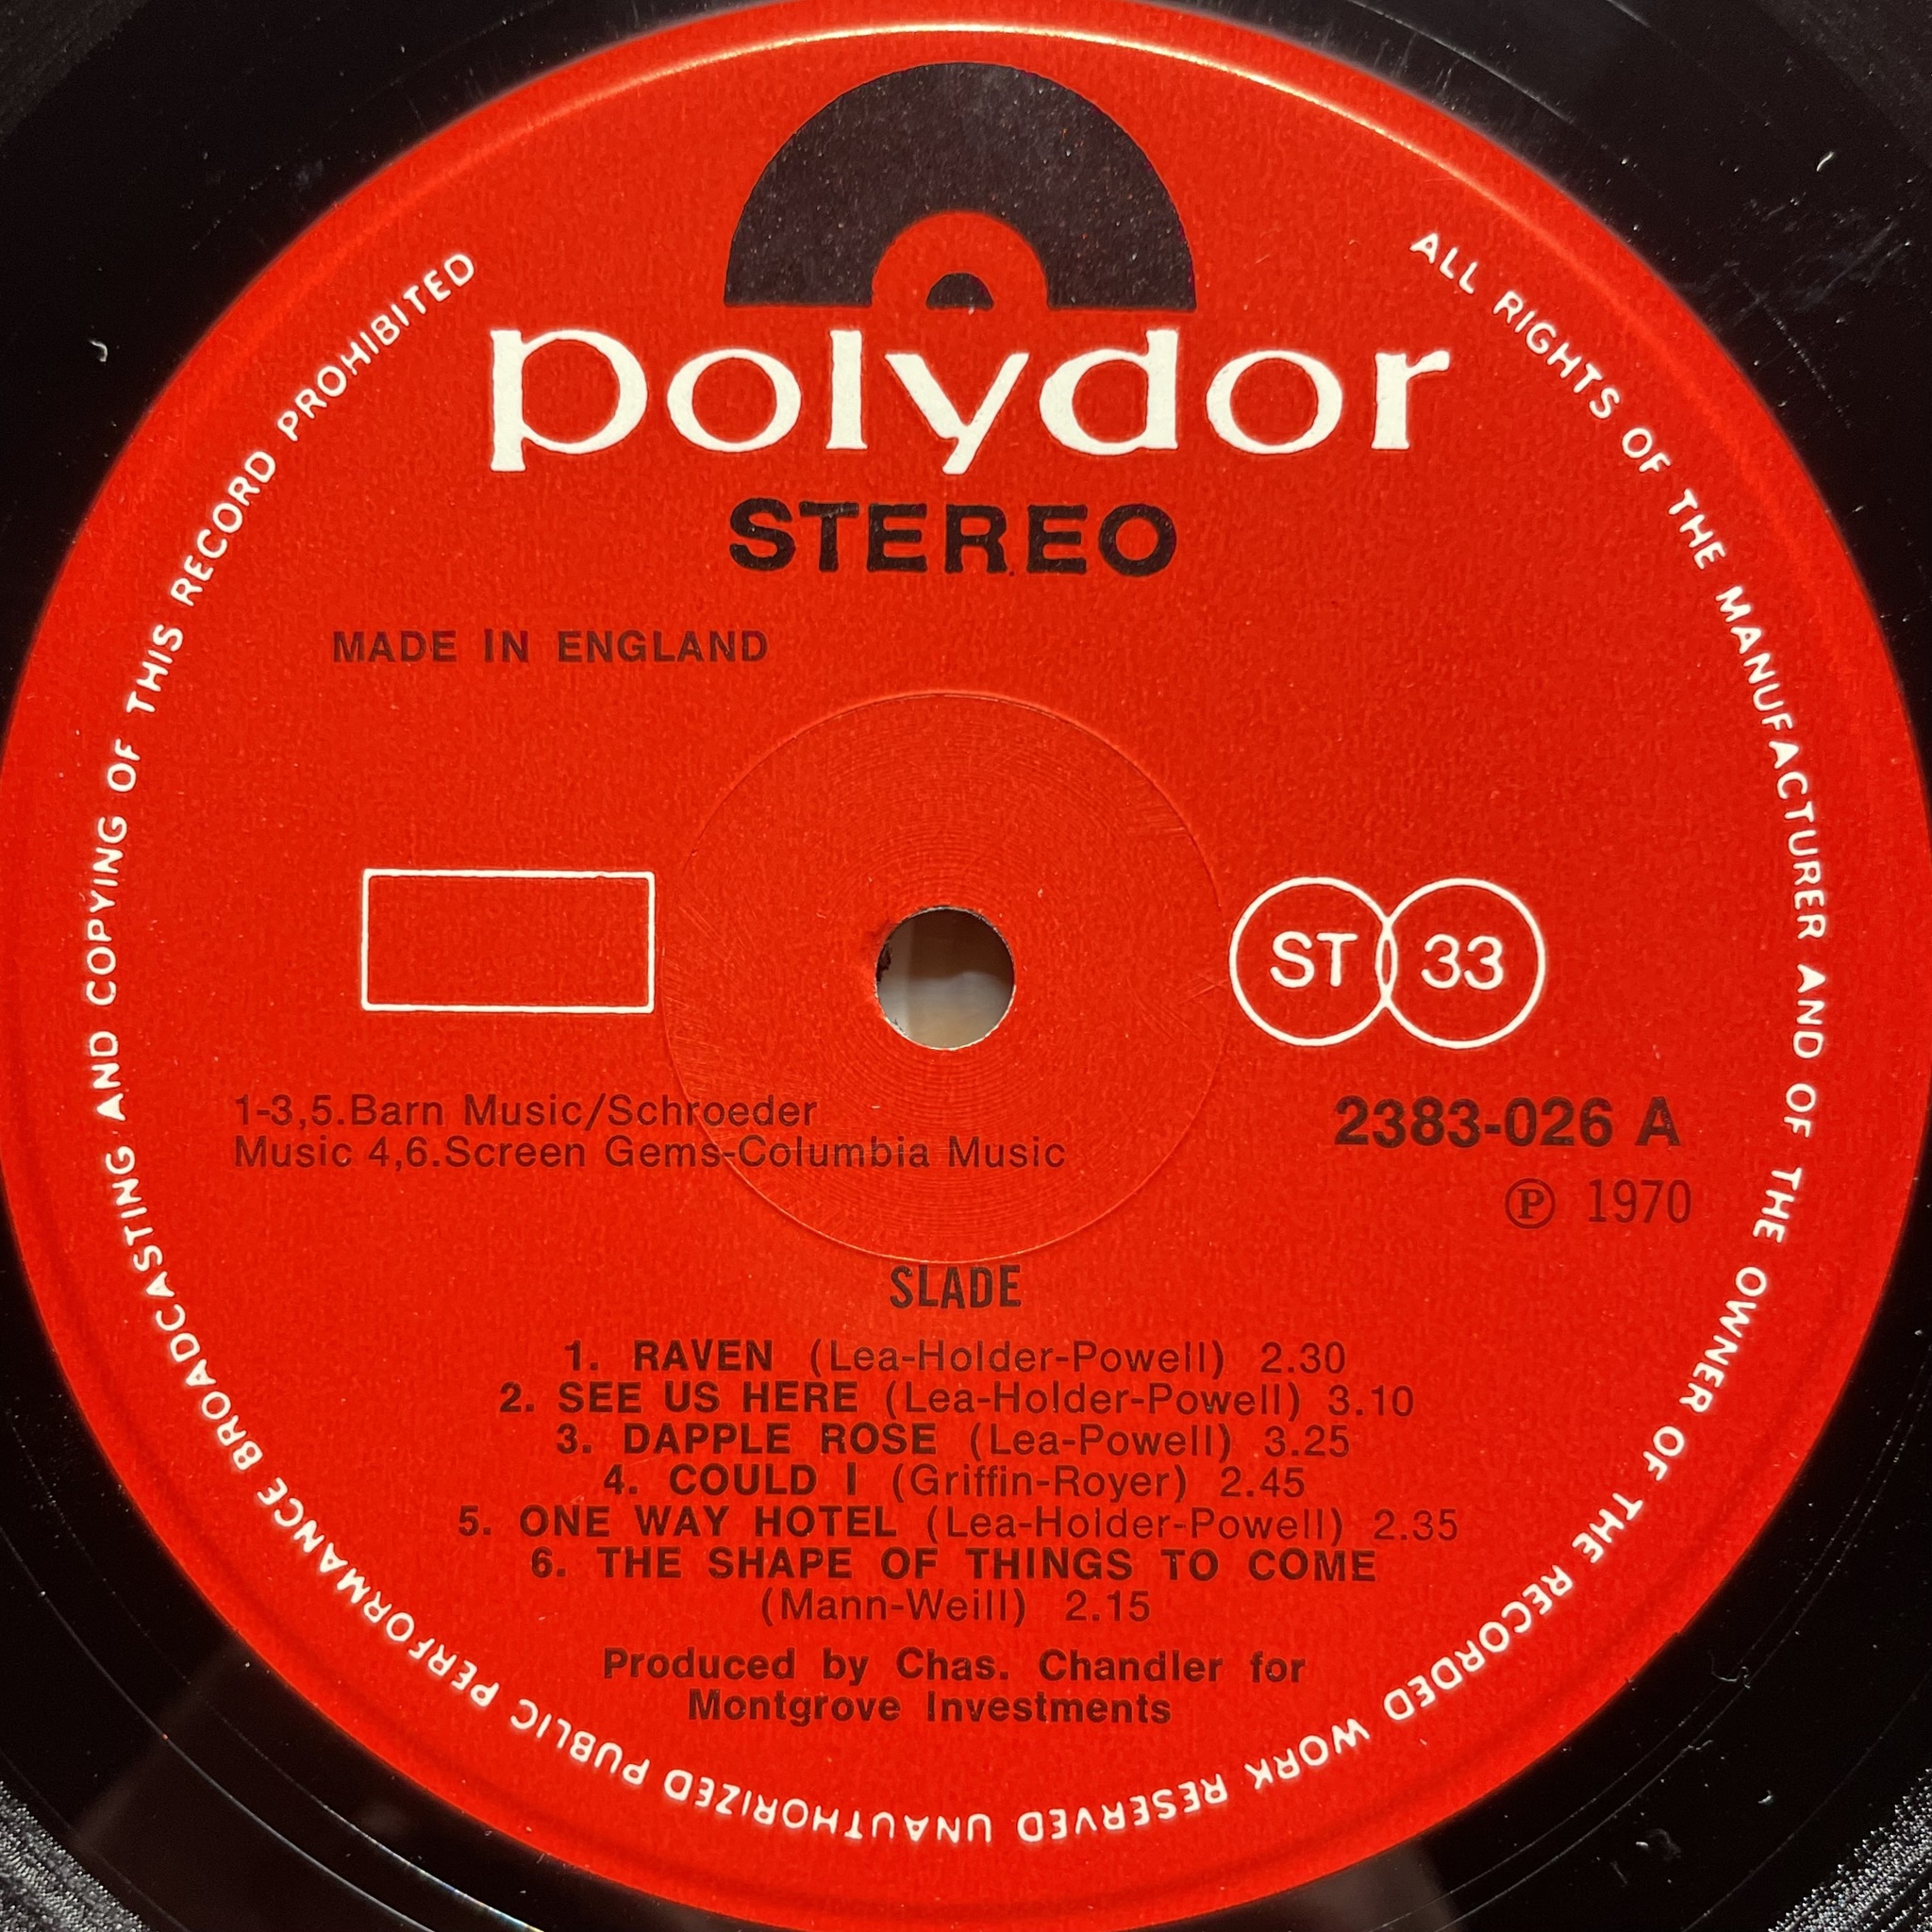 polydor
STEREO
MADE IN ENGLAND
ST 33
1-3,5.Barn Music/Schroeder
Music 4,6.Screen Gems-Columbia Music
2383-026 A
Ⓟ 1970
SLADE
1. RAVEN (Lea-Holder-Powell) 2.30
2. SEE US HERE (Lea-Holder-Powell) 3.10
3. DAPPLE ROSE (Lea-Powell) 3.25
4. COULD I (Griffin-Royer) 2.45
5. ONE WAY HOTEL (Lea-Holder-Powell) 2.35
6. THE SHAPE OF THINGS TO COME
(Mann-Weill) 2.15
Produced by Chas. Chandler for
Montgrove Investments
ALL RIGHTS OF THE MANUFACTURER AND OF THE OWNER OF THE RECORDED WORK RESERVED UNAUTHORIZED PUBLIC PERFORMANCE BROADCASTING AND COPYING OF THIS RECORD PROHIBITED